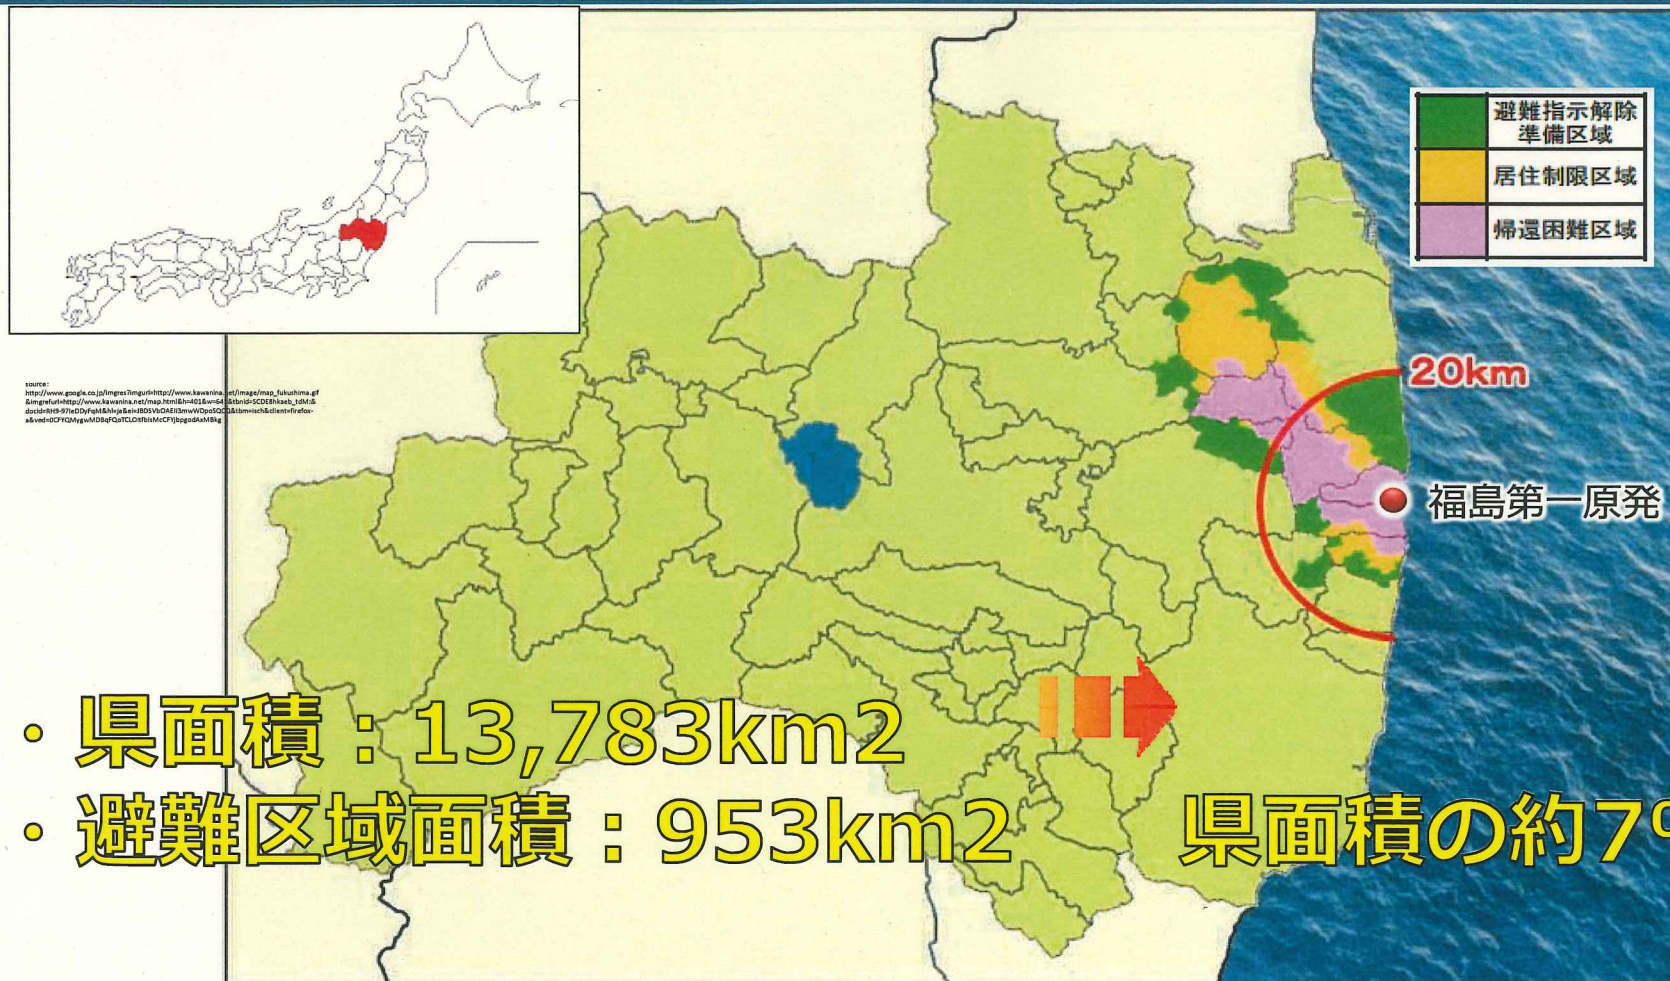 避難指示解除
準備区域
居住制限区域
帰還困難区域
20km
福島第一原発
source:
・県面積：13,783km2
・避難区域面積：953km2
県面積の約7